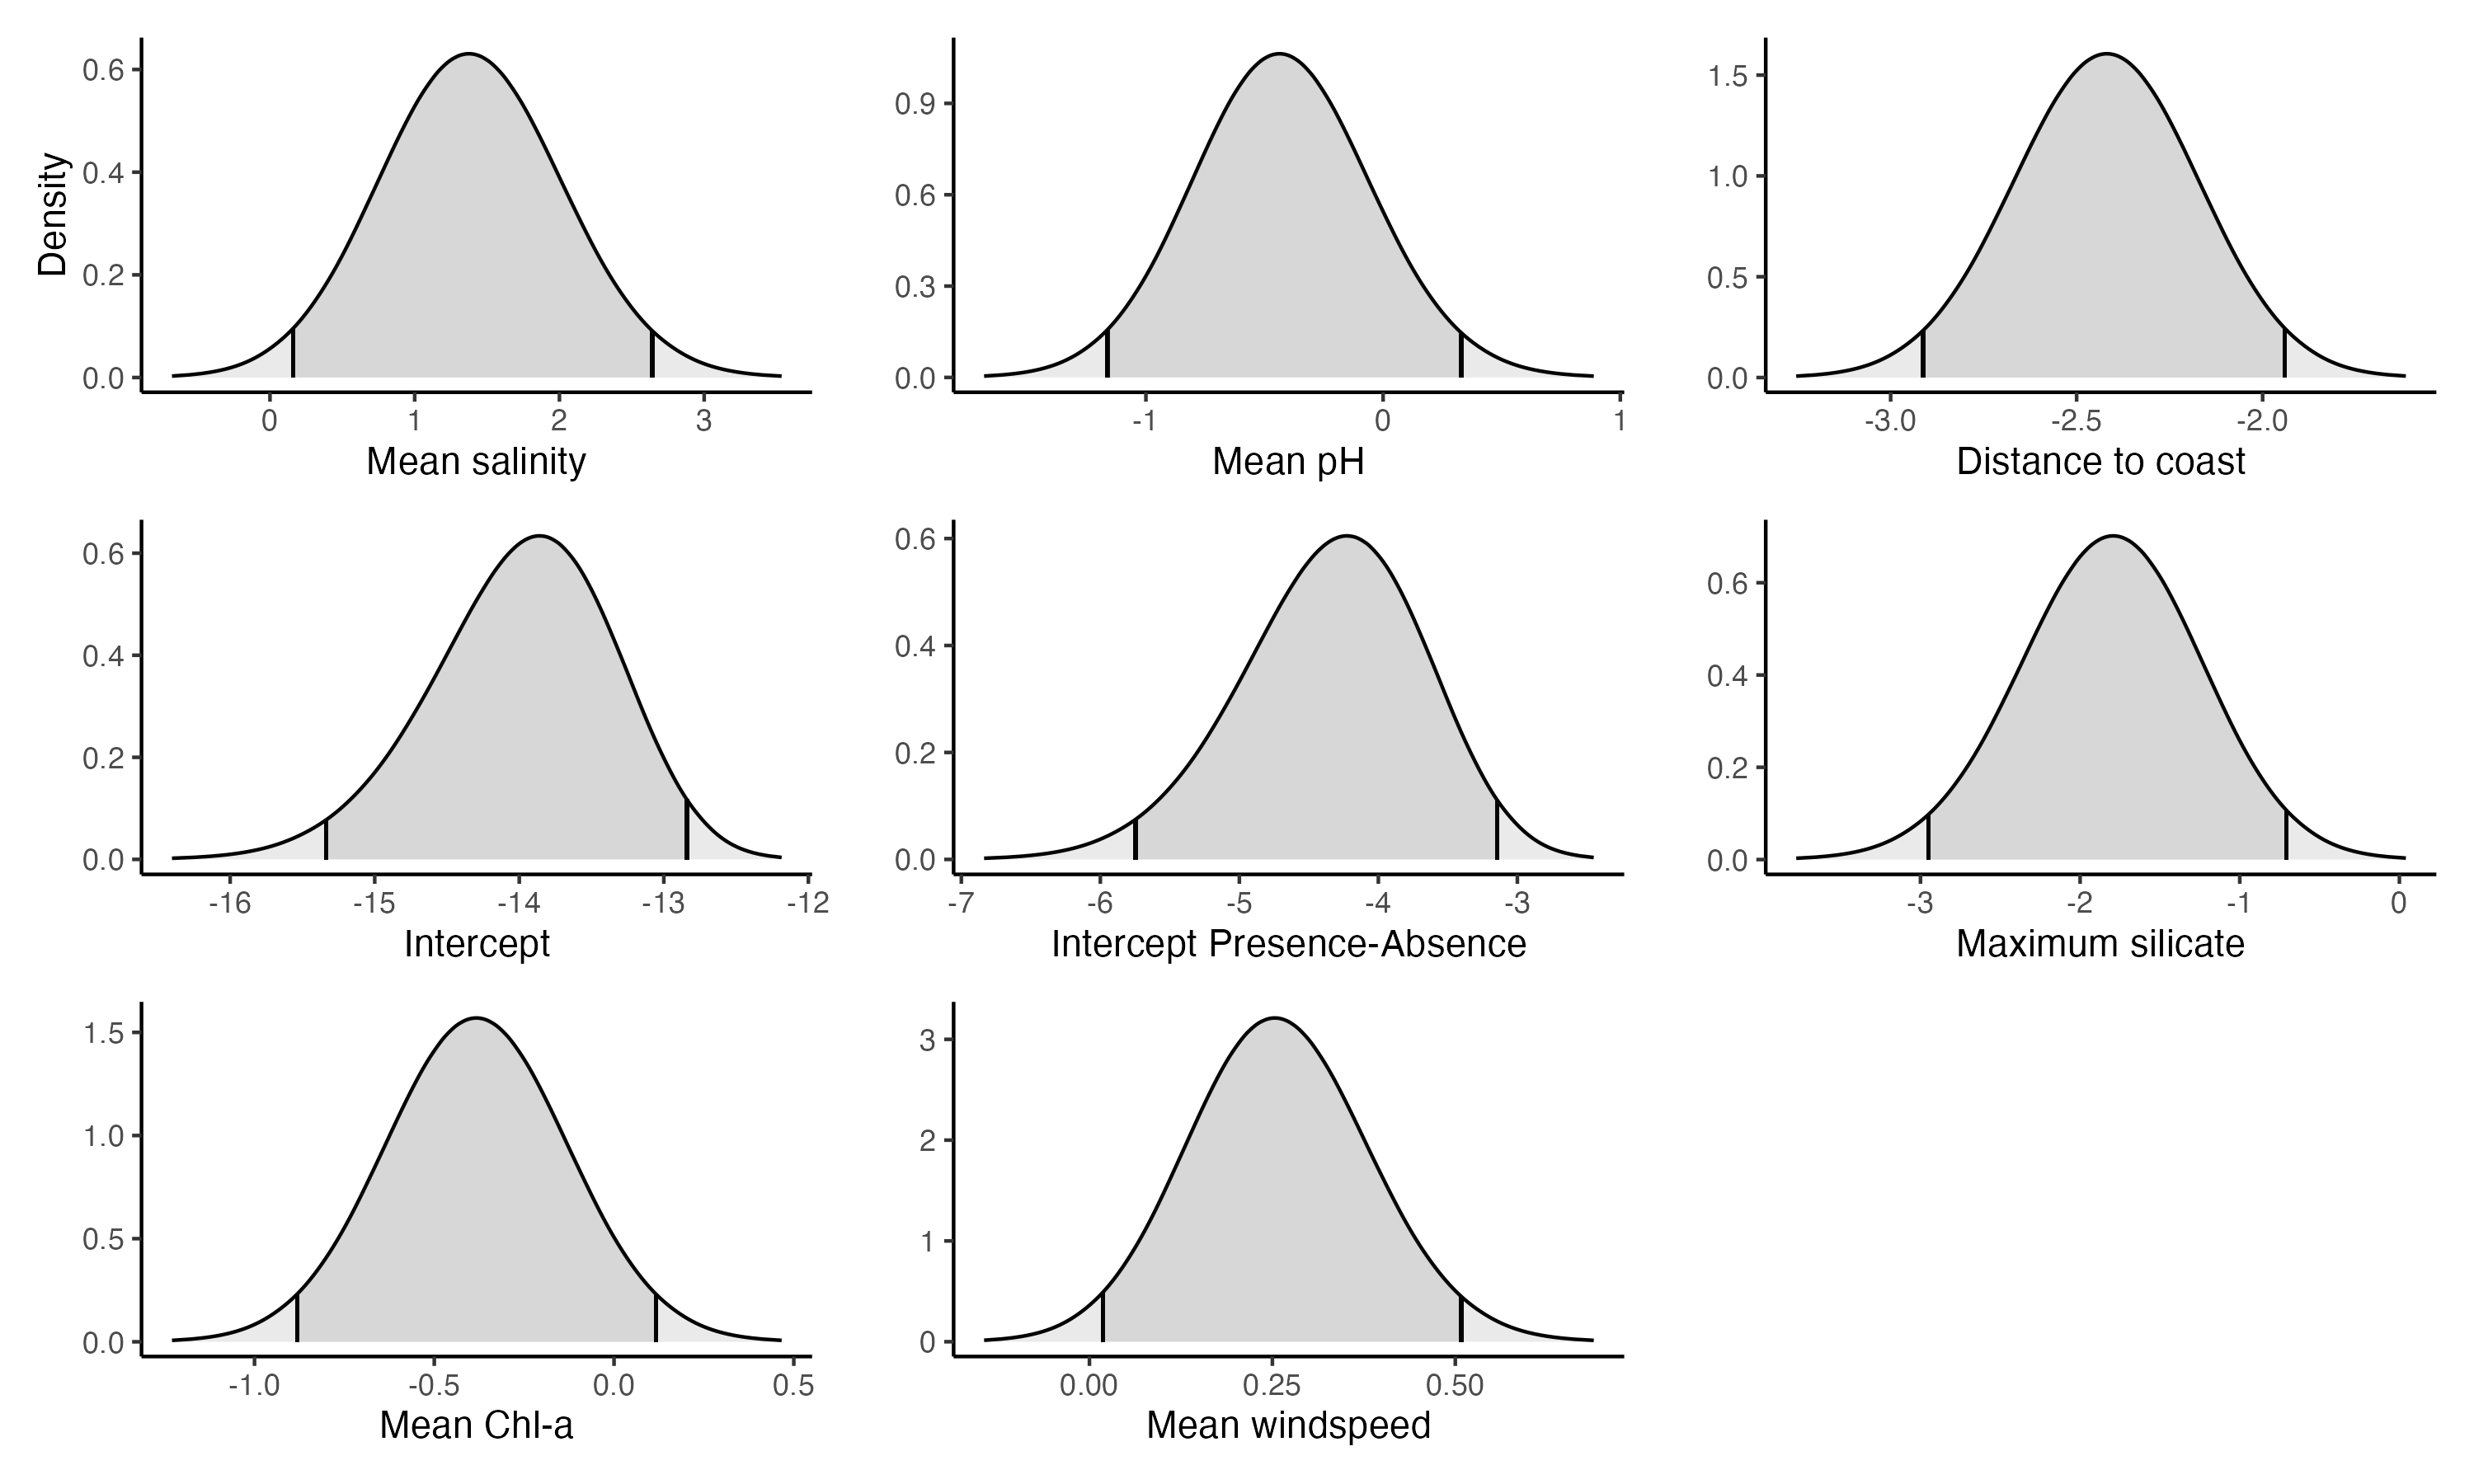 Density
0.6
0.4
0.2
0.0
0 1 2 3
Mean salinity
0.9
0.6
0.3
0.0
-1 0 1
Mean pH
1.5
1.0
0.5
0.0
-3.0 -2.5 -2.0
Distance to coast
0.6
0.4
0.2
0.0
-16 -15 -14 -13 -12
Intercept
0.6
0.4
0.2
0.0
-7 -6 -5 -4 -3
Intercept Presence-Absence
0.6
0.4
0.2
0.0
-3 -2 -1 0
Maximum silicate
1.5
1.0
0.5
0.0
-1.0 -0.5 0.0 0.5
Mean Chl-a
3
2
1
0
0.00 0.25 0.50
Mean windspeed